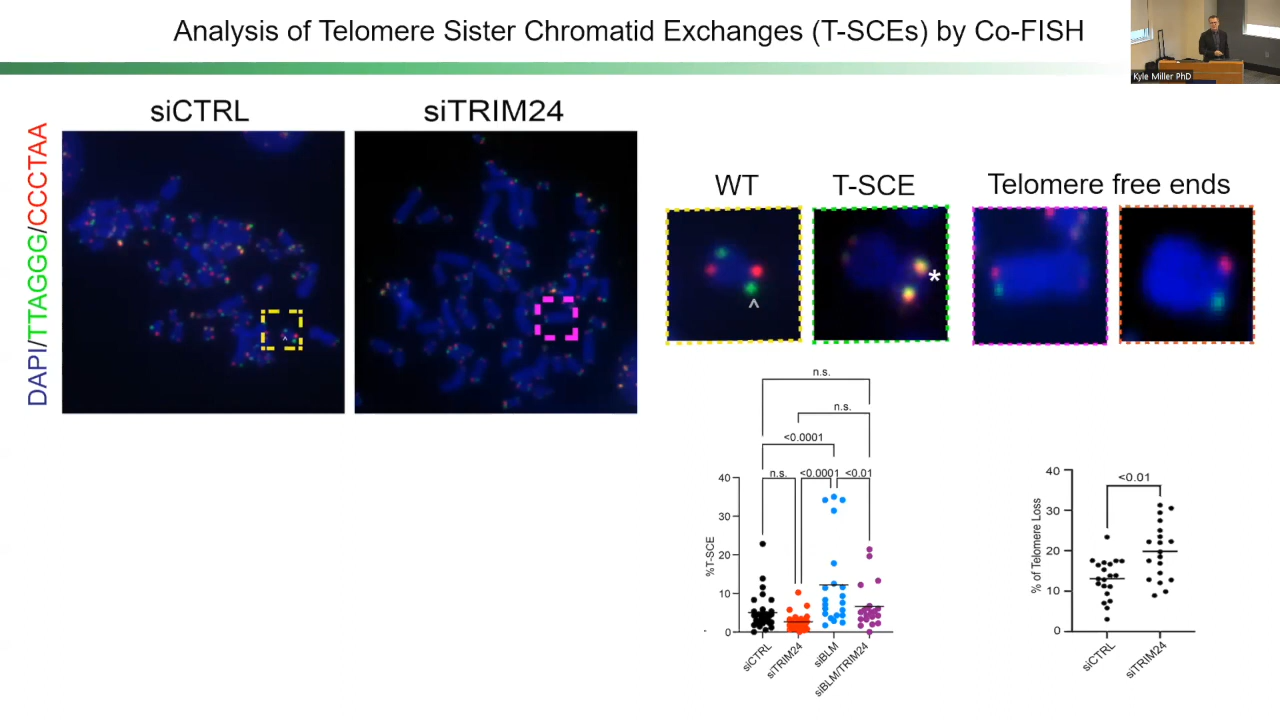 Analysis of Telomere Sister Chromatid Exchanges (T-SCEs) by Co-FISH
Kyle Miller PhD
siCTRL
siTRIM24
DAPI/TTAGGG/CCCTAA
WT
T-SCE
Telomere free ends
^
*
^
n.s.
n.s.
<0.0001
n.s.
<0.0001
<0.01
%T-SCE
40
30
20
10
0
siCTRL
siTRIM24
siBLM
siBLM/TRIM24
<0.01
% of Telomere Loss
40
30
20
10
0
siCTRL
siTRIM24